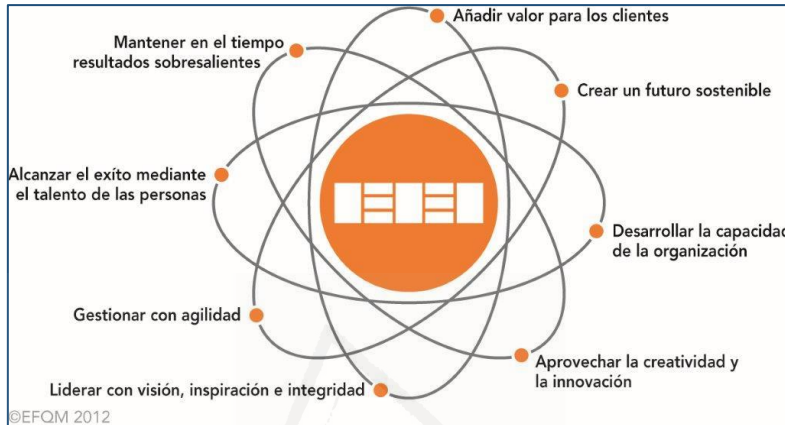 Añadir valor para los clientes
Mantener en el tiempo
resultados sobresalientes
Crear un futuro sostenible
Alcanzar el exíto mediante
el talento de las personas
Desarrollar la capacidad
de la organización
Gestionar con agilidad
Aprovechar la creatividad y
la innovación
Liderar con visión, inspiración e integridad
©EFQM 2012